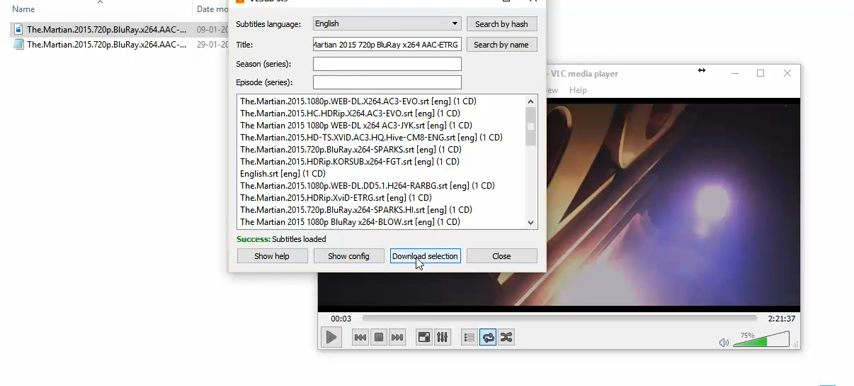 Name
Date mo
The.Martian.2015.720p.BluRay.x264.AAC-...
09-01-20
The.Martian.2015.720p.BluRay.x264.AAC-...
29-01-20
Subtitles language:
English
Search by hash
Title:
Martian 2015 720p BluRay x264 AAC-ETRG
Search by name
Season (series):
Episode (series):
The.Martian.2015.1080p.WEB-DL.X264.AC3-EVO.srt [eng] (1 CD)
The.Martian.2015.HC.HDRip.X264.AC3-EVO.srt [eng] (1 CD)
The Martian 2015 1080p WEB-DL x264 AC3-JYK.srt [eng] (1 CD)
The.Martian.2015.HD-TS.XVID.AC3.HQ.Hive-CM8-ENG.srt [eng] (1 CD)
The.Martian.2015.720p.BluRay.x264-SPARKS.srt [eng] (1 CD)
The.Martian.2015.HDRip.KORSUB.x264-FGT.srt [eng] (1 CD)
English.srt [eng] (1 CD)
The.Martian.2015.1080p.WEB-DL.DD5.1.H264-RARBG.srt [eng] (1 CD)
The.Martian.2015.HDRip.XviD-ETRG.srt [eng] (1 CD)
The.Martian.2015.720p.BluRay.x264-SPARKS.HI.srt [eng] (1 CD)
The Martian 2015 1080p BluRay x264-BLOW.srt [eng] (1 CD)
Success: Subtitles loaded
Show help
Show config
Download selection
Close
- VLC media player
Help
00:03
2:21:37
75%